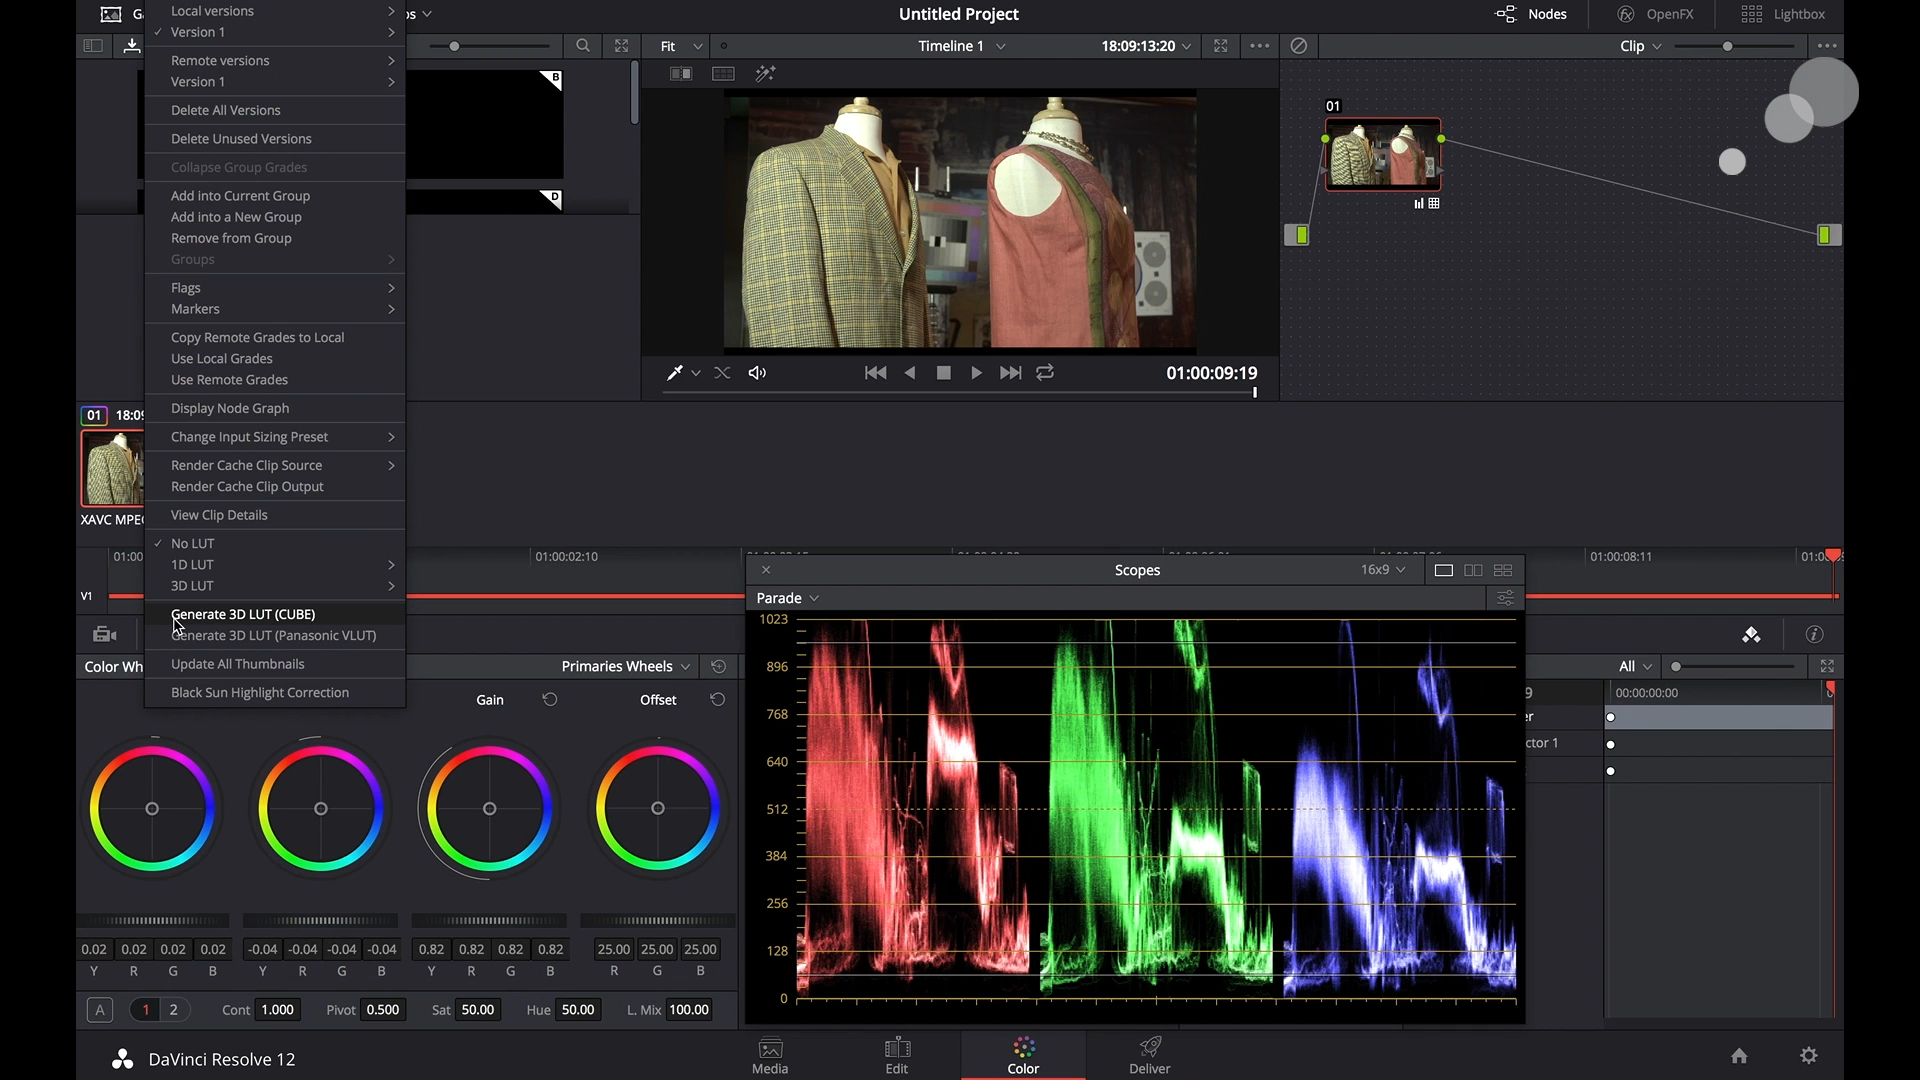 Local versions
Version 1
Remote versions
Version 1
Delete All Versions
Delete Unused Versions
Collapse Group Grades
Add into Current Group
Add into a New Group
Remove from Group
Groups
Flags
Markers
Copy Remote Grades to Local
Use Local Grades
Use Remote Grades
Display Node Graph
Change Input Sizing Preset
Render Cache Clip Source
Render Cache Clip Output
View Clip Details
No LUT
1D LUT
3D LUT
Generate 3D LUT (CUBE)
Generate 3D LUT (Panasonic VLUT)
Update All Thumbnails
Black Sun Highlight Correction
Untitled Project
Nodes
OpenFX
Lightbox
Fit
Timeline 1
18:09:13:20
Clip
B
D
01
01:00:09:19
01 18:09
XAVC MPE
01:00
01:00:02:10
01:00:08:11
V1
Scopes
16x9
Parade
1023
896
768
640
512
384
256
128
0
Color Wh
Primaries Wheels
Gain
Offset
0.02 0.02 0.02 0.02
Y R G B
-0.04 -0.04 -0.04 -0.04
Y R G B
0.82 0.82 0.82 0.82
Y R G B
25.00 25.00 25.00
R G B
A 1 2 Cont 1.000 Pivot 0.500 Sat 50.00 Hue 50.00 L. Mix 100.00
All
9
00:00:00:00
er
ctor 1
DaVinci Resolve 12
Media
Edit
Color
Deliver